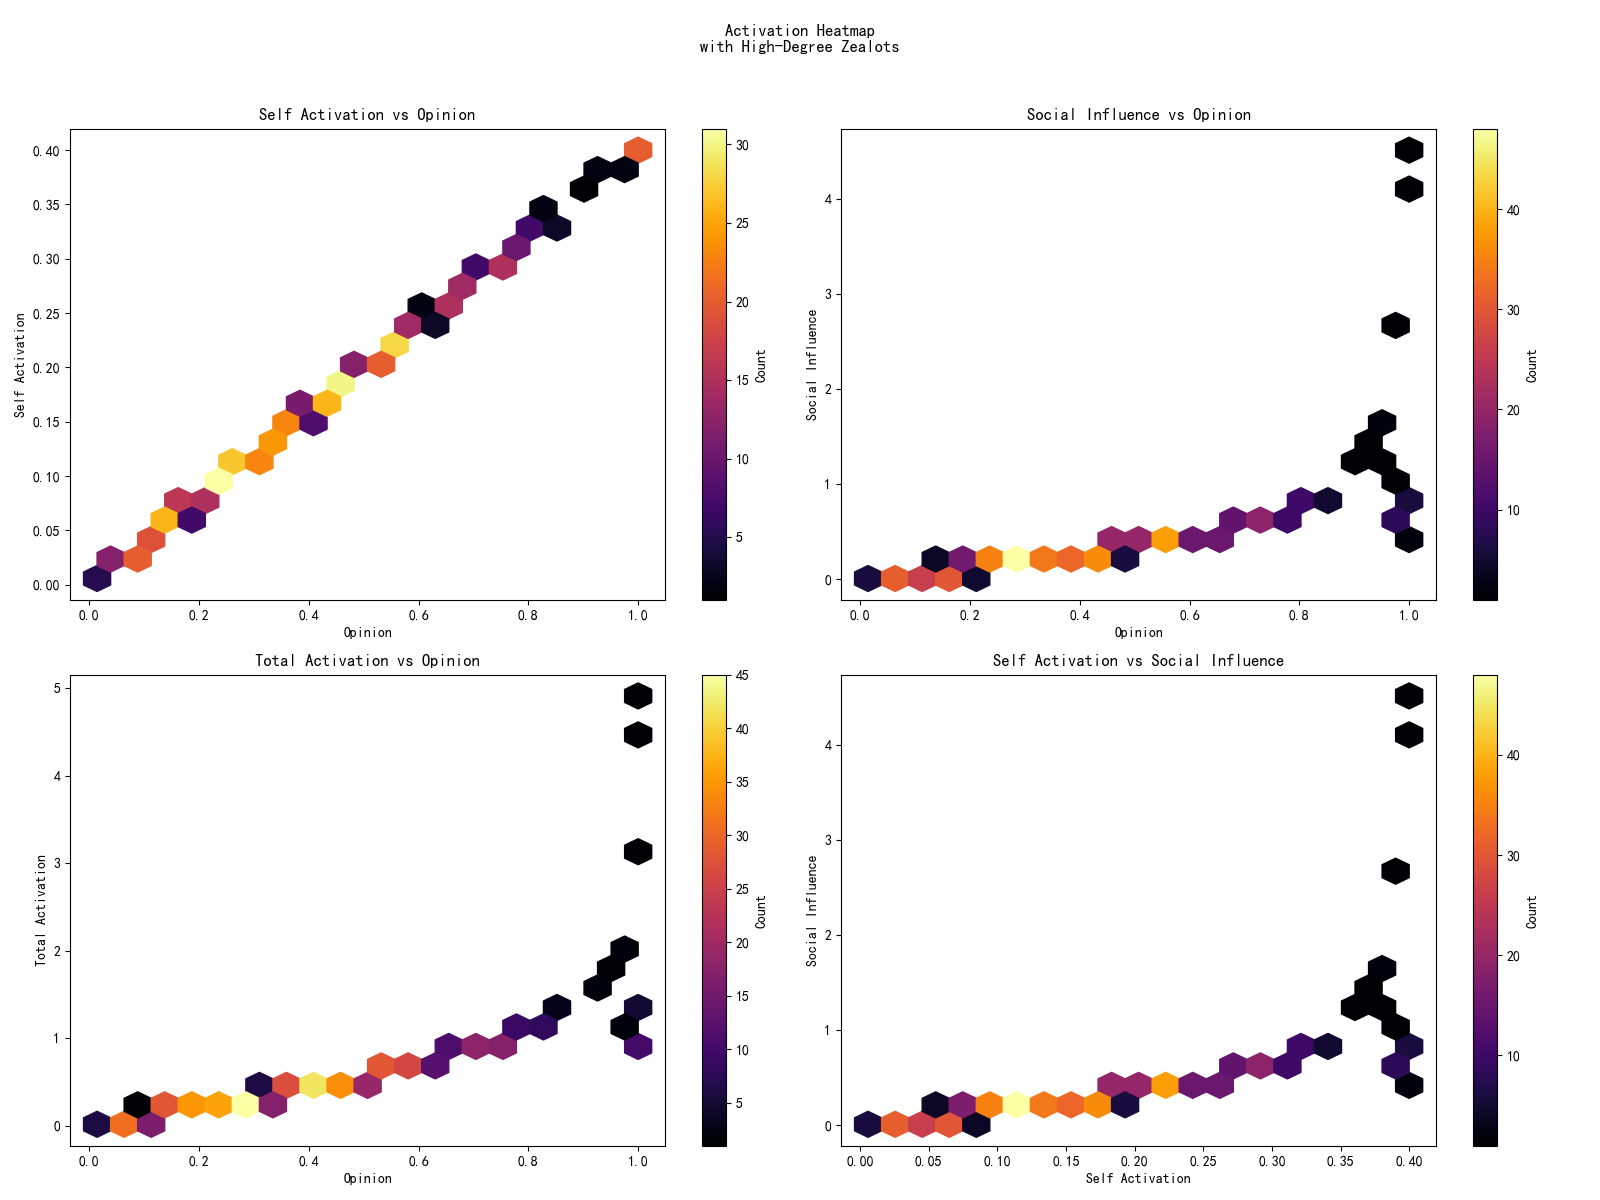 Activation Heatmap
with High-Degree Zealots
Self Activation vs Opinion
0.40
0.35
0.30
0.25
0.20
0.15
0.10
0.05
0.00
Self Activation
0.0 0.2 0.4 0.6 0.8 1.0
Opinion
30
25
20
15
10
5
Count
Social Influence vs Opinion
4
3
2
1
0
Social Influence
0.0 0.2 0.4 0.6 0.8 1.0
Opinion
40
30
20
10
Count
Total Activation vs Opinion
5
4
3
2
1
0
Total Activation
0.0 0.2 0.4 0.6 0.8 1.0
Opinion
45
40
35
30
25
20
15
10
5
Count
Self Activation vs Social Influence
4
3
2
1
0
Social Influence
0.00 0.05 0.10 0.15 0.20 0.25 0.30 0.35 0.40
Self Activation
40
30
20
10
Count